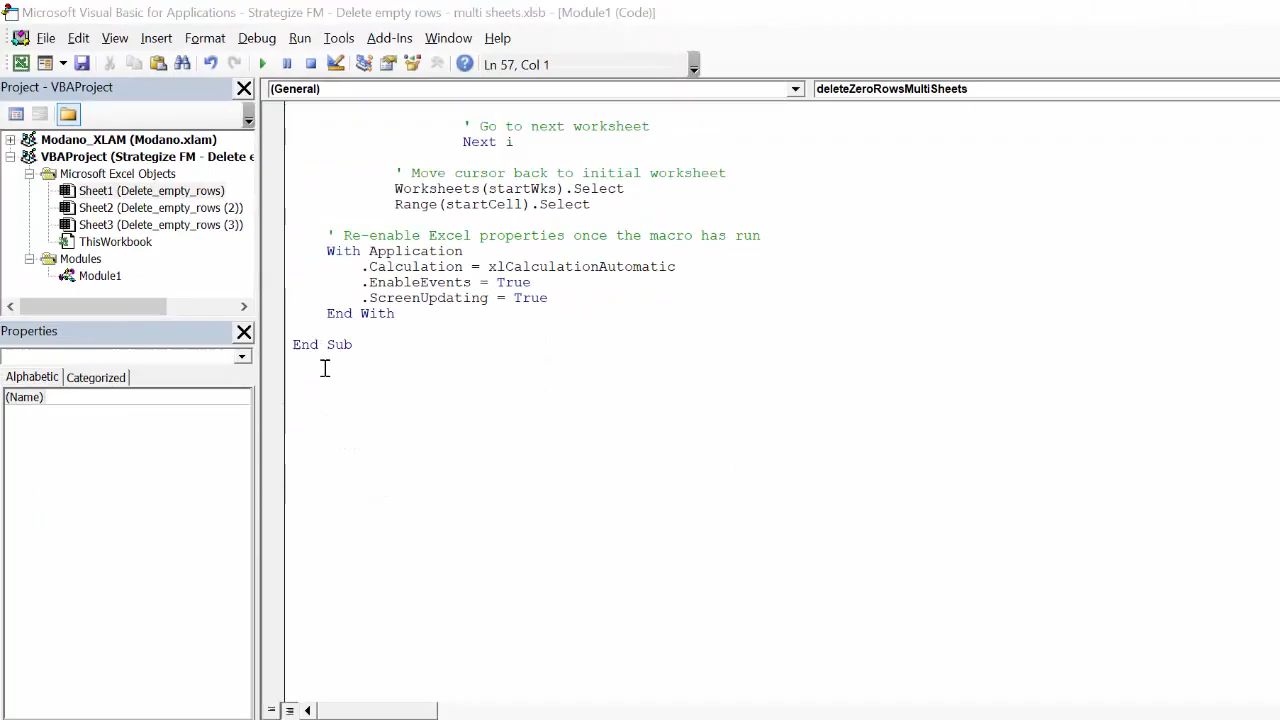 Microsoft Visual Basic for Applications - Strategize FM - Delete empty rows - multi sheets.xlsb - [Module1 (Code)]
File Edit View Insert Format Debug Run Tools Add-Ins Window Help
Ln 57, Col 1
Project - VBAProject
(General) deleteZeroRowsMultiSheets
Modano_XLAM (Modano.xlam)
VBAProject (Strategize FM - Delete e
Microsoft Excel Objects
Sheet1 (Delete_empty_rows)
Sheet2 (Delete_empty_rows (2))
Sheet3 (Delete_empty_rows (3))
ThisWorkbook
Modules
Module1
Properties
Alphabetic Categorized
(Name)
' Go to next worksheet
Next i
' Move cursor back to initial worksheet
Worksheets(startWks).Select
Range(startCell).Select
' Re-enable Excel properties once the macro has run
With Application
.Calculation = xlCalculationAutomatic
.EnableEvents = True
.ScreenUpdating = True
End With
End Sub